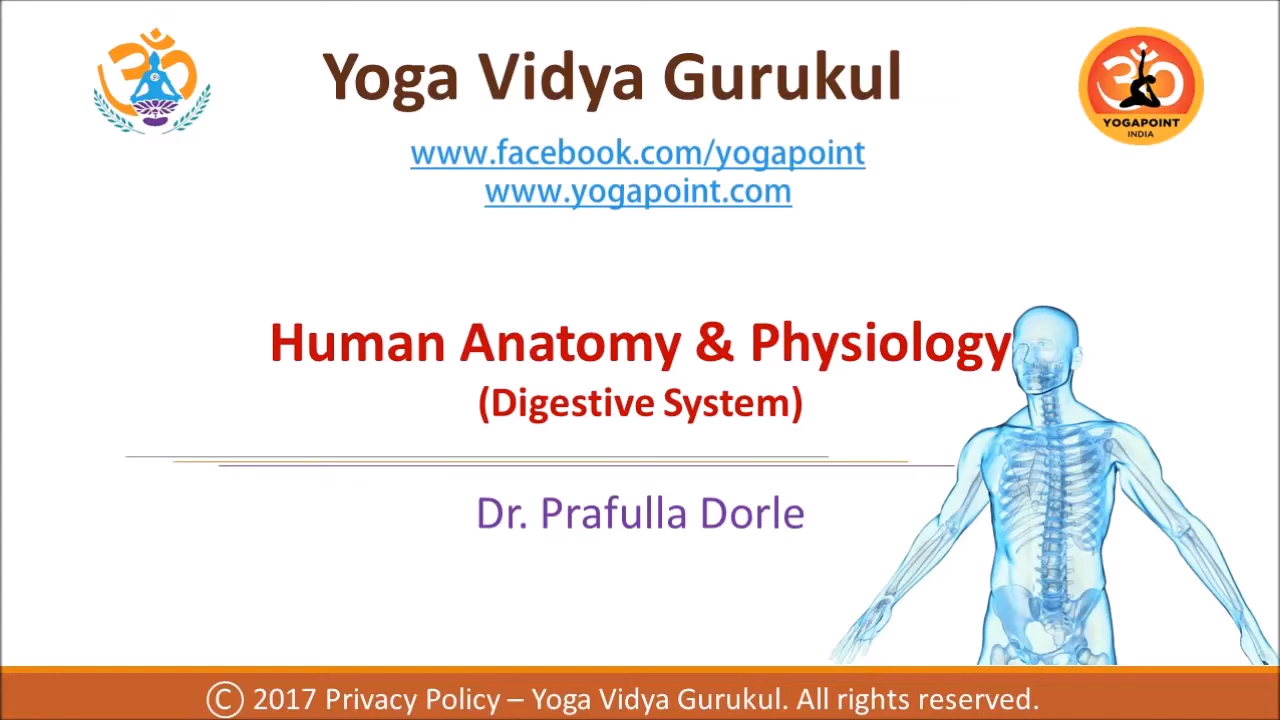 Yoga Vidya Gurukul
YOGAPOINT
INDIA
www.facebook.com/yogapoint
www.yogapoint.com
Human Anatomy & Physiology
(Digestive System)
Dr. Prafulla Dorle
© 2017 Privacy Policy – Yoga Vidya Gurukul. All rights reserved.